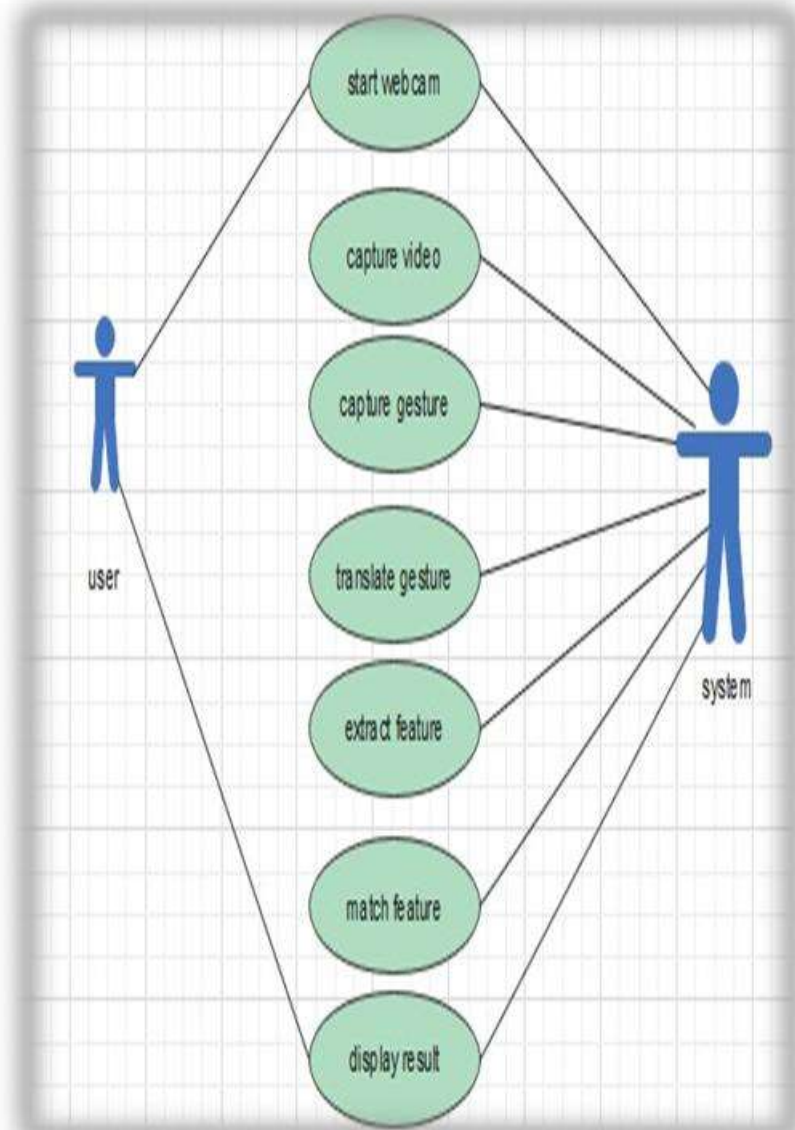 start webcam
capture video
capture gesture
user
translate gesture
extract feature
system
match feature
display result